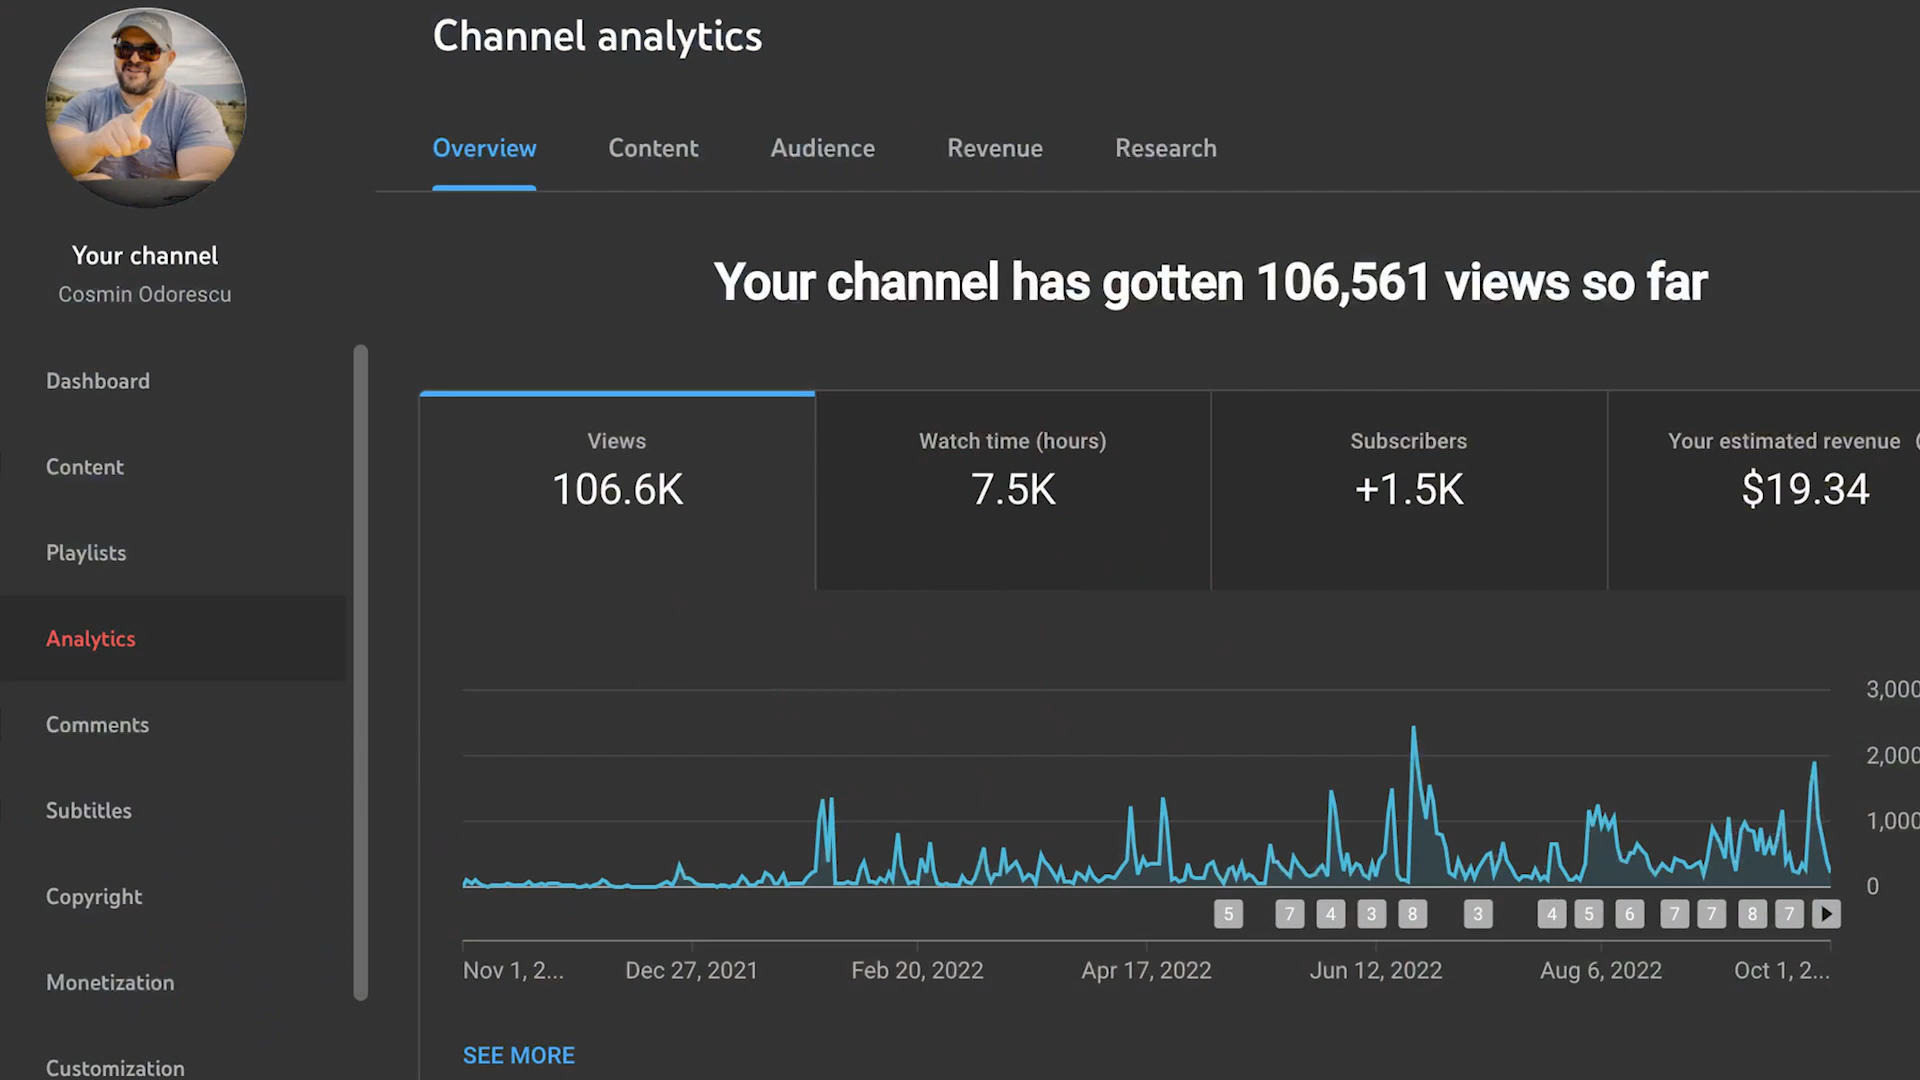 Channel analytics
Overview Content Audience Revenue Research
Your channel
Cosmin Odorescu
Your channel has gotten 106,561 views so far
Dashboard
Content
Playlists
Analytics
Comments
Subtitles
Copyright
Monetization
Customization
Views
106.6K
Watch time (hours)
7.5K
Subscribers
+1.5K
Your estimated revenue
$19.34
3,000
2,000
1,000
0
5 7 4 3 8 3 4 5 6 7 7 8 7
Nov 1, 2... Dec 27, 2021 Feb 20, 2022 Apr 17, 2022 Jun 12, 2022 Aug 6, 2022 Oct 1, 2...
SEE MORE